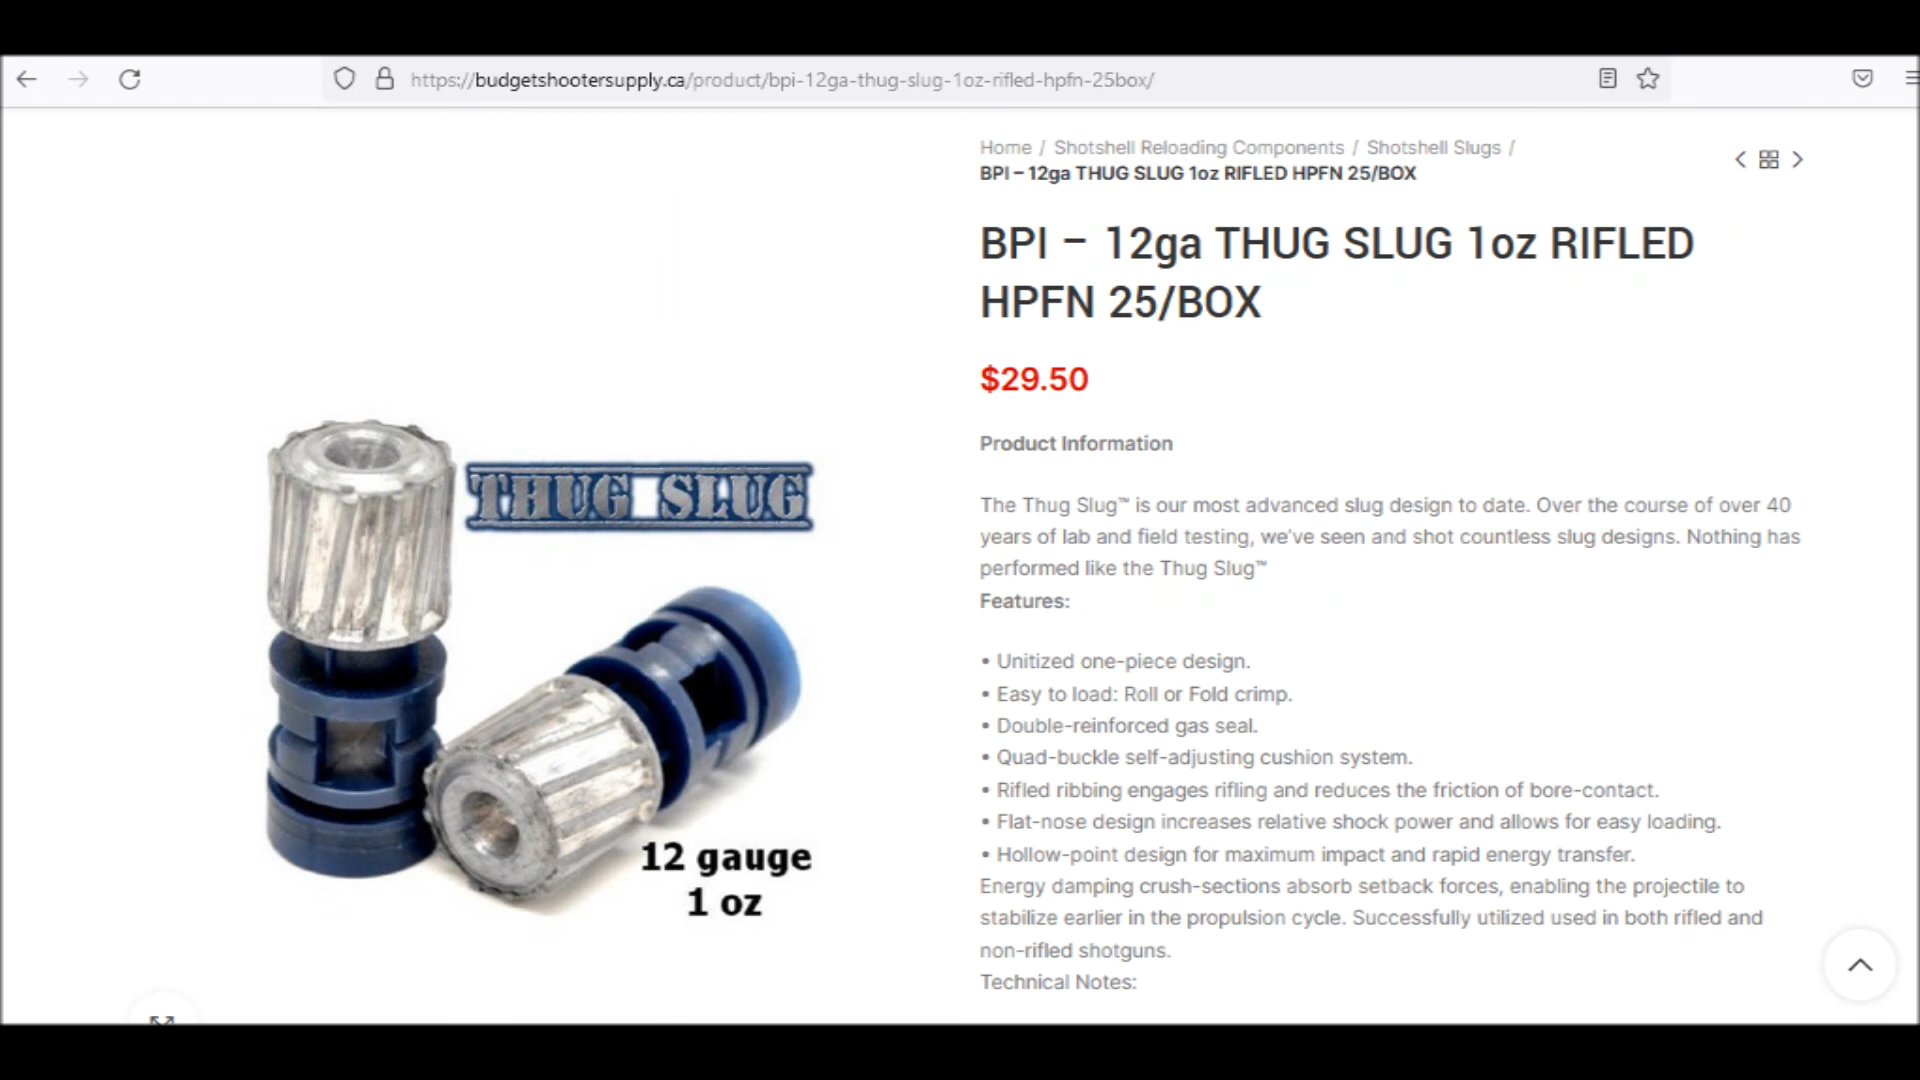 https://budgetshootersupply.ca/product/bpi-12ga-thug-slug-1oz-rifled-hpfn-25box/
Home / Shotshell Reloading Components / Shotshell Slugs /
BPI – 12ga THUG SLUG 1oz RIFLED HPFN 25/BOX
BPI – 12ga THUG SLUG 1oz RIFLED
HPFN 25/BOX
$29.50
Product Information
The Thug Slug™ is our most advanced slug design to date. Over the course of over 40
years of lab and field testing, we've seen and shot countless slug designs. Nothing has
performed like the Thug Slug™
Features:
• Unitized one-piece design.
• Easy to load: Roll or Fold crimp.
• Double-reinforced gas seal.
• Quad-buckle self-adjusting cushion system.
• Rifled ribbing engages rifling and reduces the friction of bore-contact.
• Flat-nose design increases relative shock power and allows for easy loading.
• Hollow-point design for maximum impact and rapid energy transfer.
Energy damping crush-sections absorb setback forces, enabling the projectile to
stabilize earlier in the propulsion cycle. Successfully utilized used in both rifled and
non-rifled shotguns.
Technical Notes:
THUG SLUG
12 gauge
1 oz